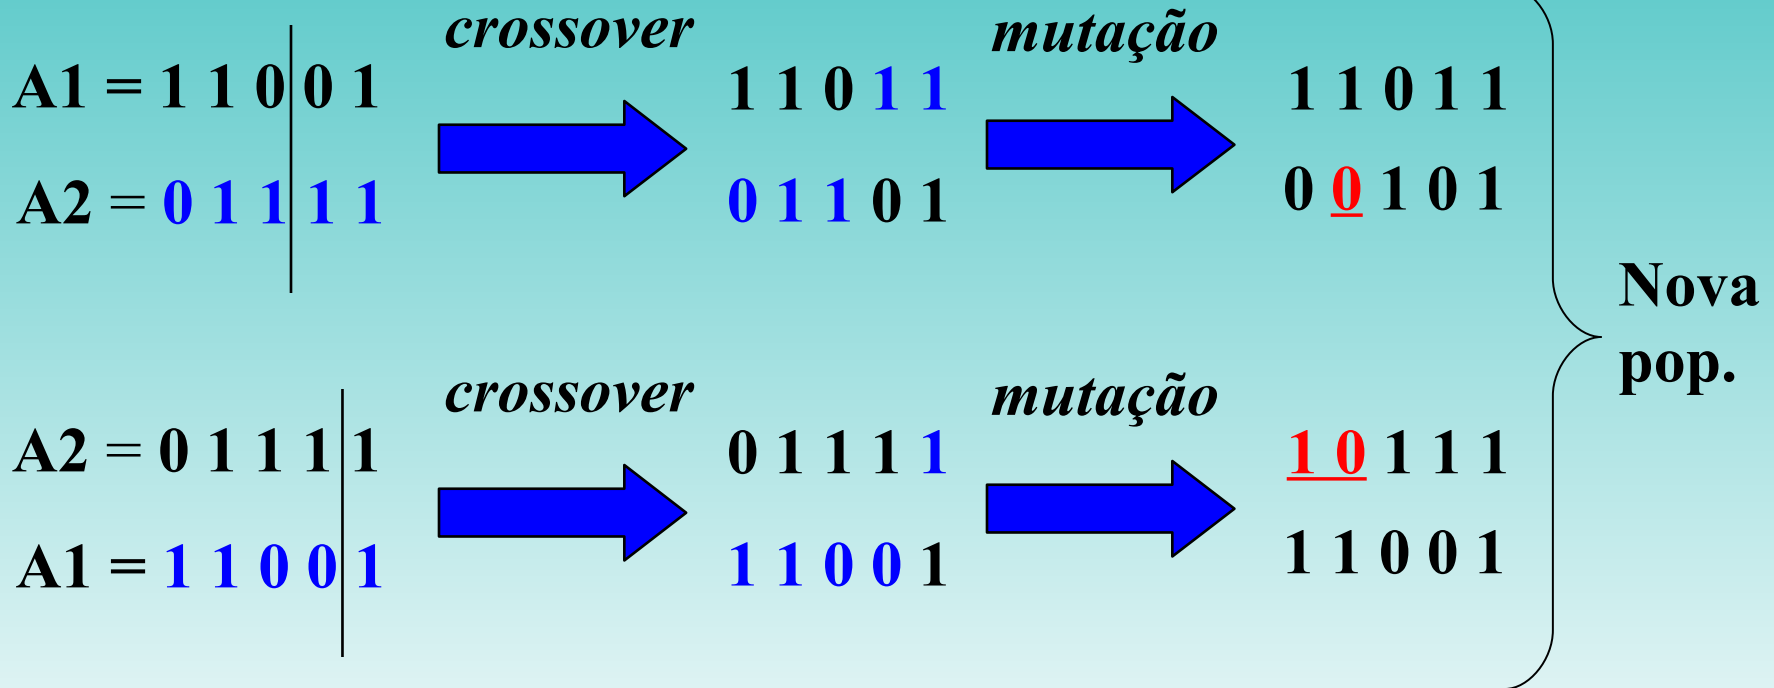 crossover mutação
A1 = 1 1 0 0 1 1 1 0 1 1 1 1 0 1 1
A2 = 0 1 1 1 1 0 1 1 0 1 0 0 1 0 1
Nova
pop.
crossover mutação
A2 = 0 1 1 1 1 0 1 1 1 1 1 0 1 1 1
A1 = 1 1 0 0 1 1 1 0 0 1 1 1 0 0 1